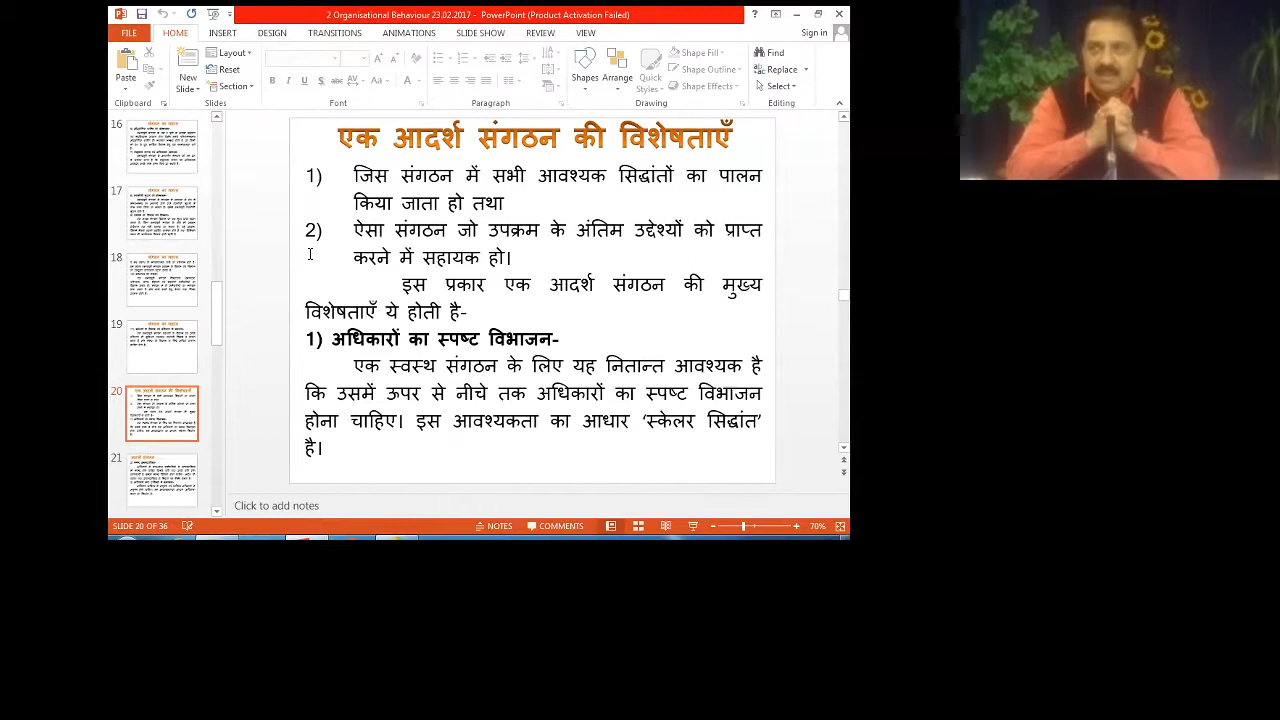 2 Organisational Behaviour 23.02.2017 - PowerPoint (Product Activation Failed)
FILE HOME INSERT DESIGN TRANSITIONS ANIMATIONS SLIDE SHOW REVIEW VIEW Sign in
Paste
New
Slide
Layout
Reset
Section
B I U S abc AV Aa A
Shapes
Arrange
Quick
Styles
Shape Fill
Shape Outline
Shape Effects
Find
Replace
Select
Clipboard Slides Font Paragraph Drawing Editing
16
17
18
19
20
21
एक आदर्श संगठन की विशेषताएँ
1) जिस संगठन में सभी आवश्यक सिद्धांतों का पालन
किया जाता हो तथा
2) ऐसा संगठन जो उपक्रम के अंतिम उद्देश्यों को प्राप्त
करने में सहायक हो।
इस प्रकार एक आदर्श संगठन की मुख्य
विशेषताएँ ये होती है-
1) अधिकारों का स्पष्ट विभाजन-
एक स्वस्थ संगठन के लिए यह नितान्त आवश्यक है
कि उसमें ऊपर से नीचे तक अधिकारों का स्पष्ट विभाजन
होना चाहिए। इस आवश्यकता का आधार ‘स्केलर सिद्धांत’
है।
Click to add notes
SLIDE 20 OF 36 NOTES COMMENTS 70%